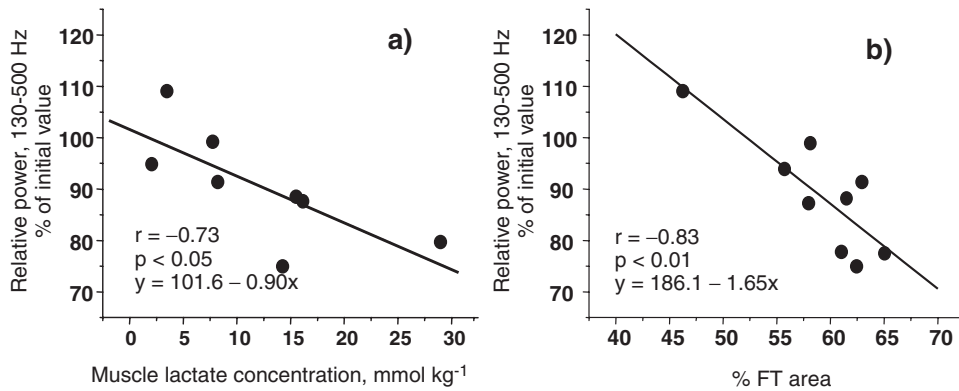 a)
Relative power, 130-500 Hz
% of initial value
120
110
100
90
80
70
r = −0.73
p < 0.05
y = 101.6 − 0.90x
0 5 10 15 20 25 30
Muscle lactate concentration, mmol kg⁻¹
b)
Relative power, 130-500 Hz
% of initial value
120
110
100
90
80
70
r = −0.83
p < 0.01
y = 186.1 − 1.65x
40 45 50 55 60 65 70
% FT area